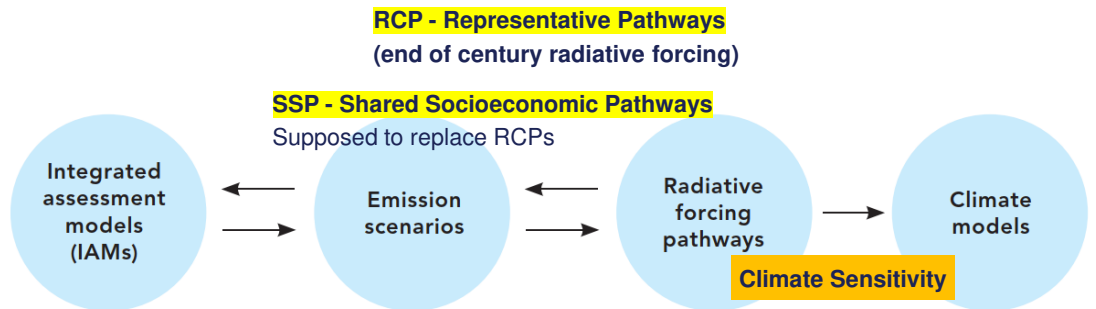 RCP - Representative Pathways
(end of century radiative forcing)
SSP - Shared Socioeconomic Pathways
Supposed to replace RCPs
Integrated
assessment
models
(IAMs)
Emission
scenarios
Radiative
forcing
pathways
Climate
models
Climate Sensitivity